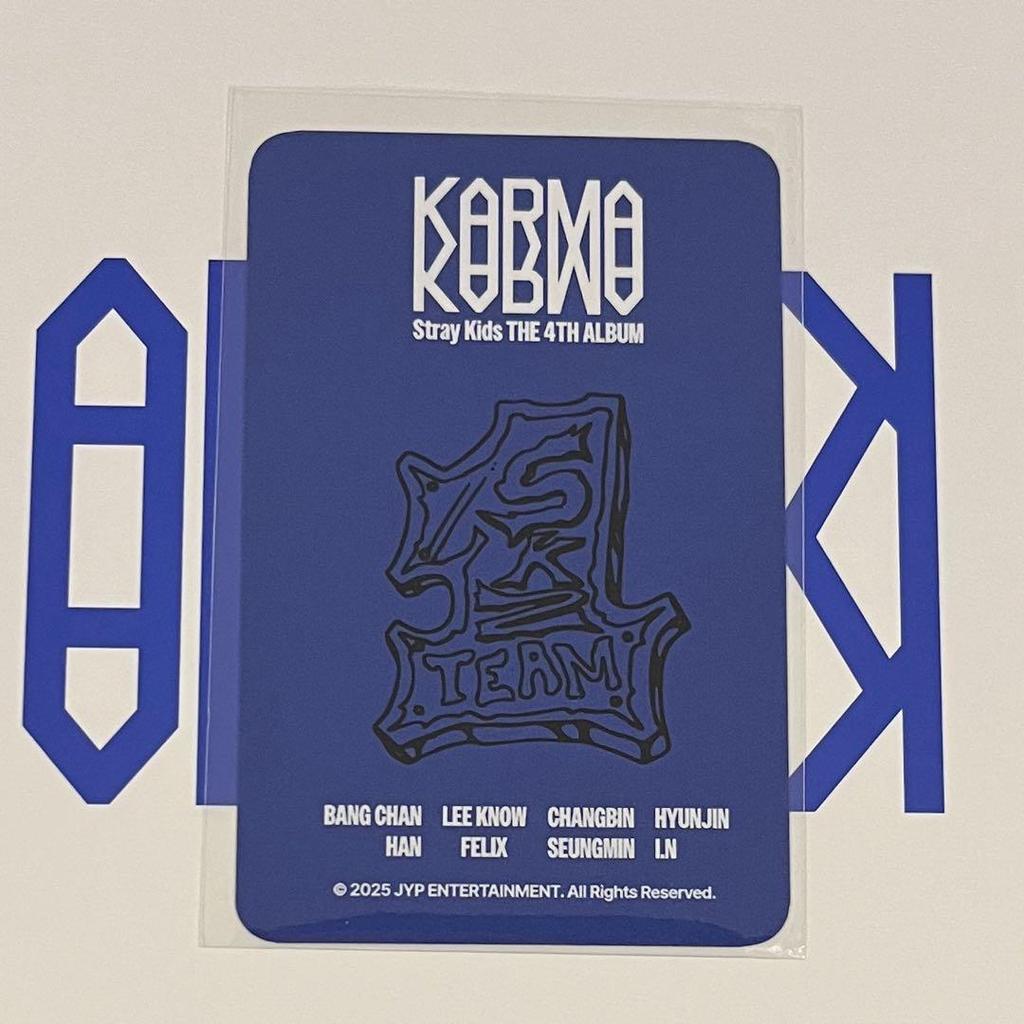 KARMA
Stray Kids THE 4TH ALBUM
SKZ
TEAM
BANG CHAN LEE KNOW CHANGBIN HYUNJIN
HAN FELIX SEUNGMIN I.N
© 2025 JYP ENTERTAINMENT. All Rights Reserved.